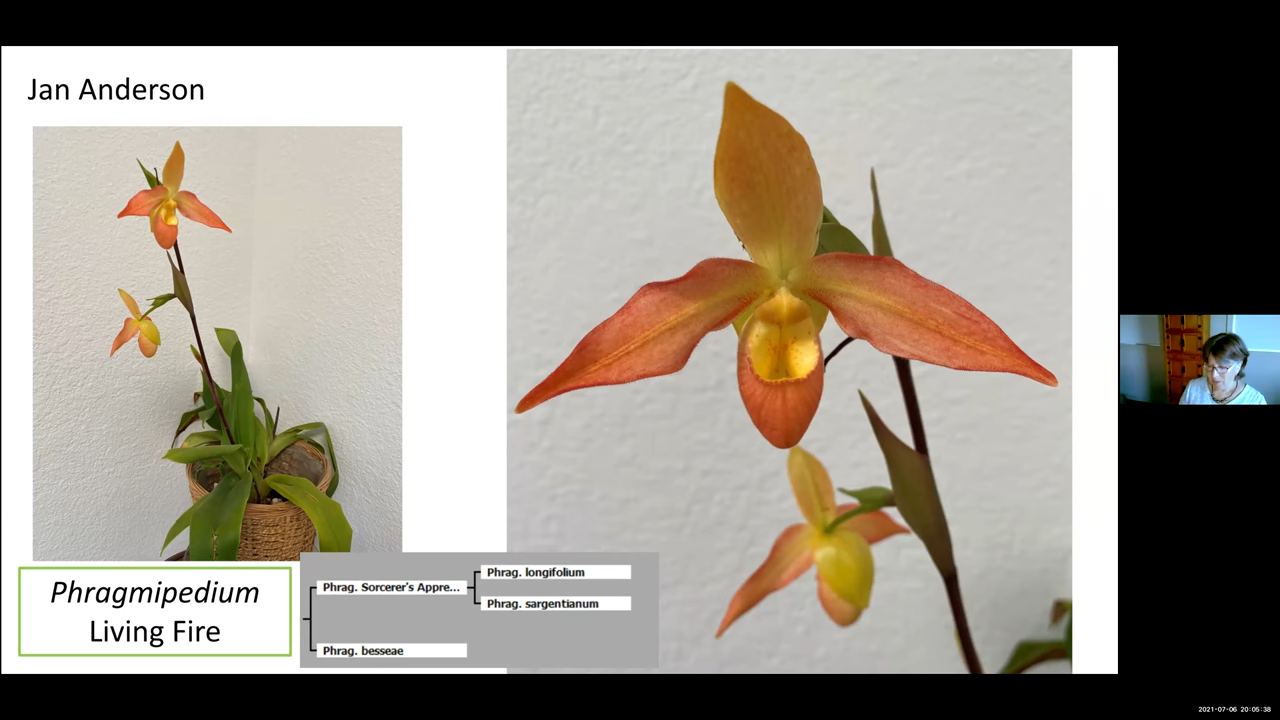 Jan Anderson
Phragmipedium
Living Fire
Phrag. Sorcerer's Appre...
Phrag. longifolium
Phrag. sargentianum
Phrag. besseae
2021-07-06 20:05:38